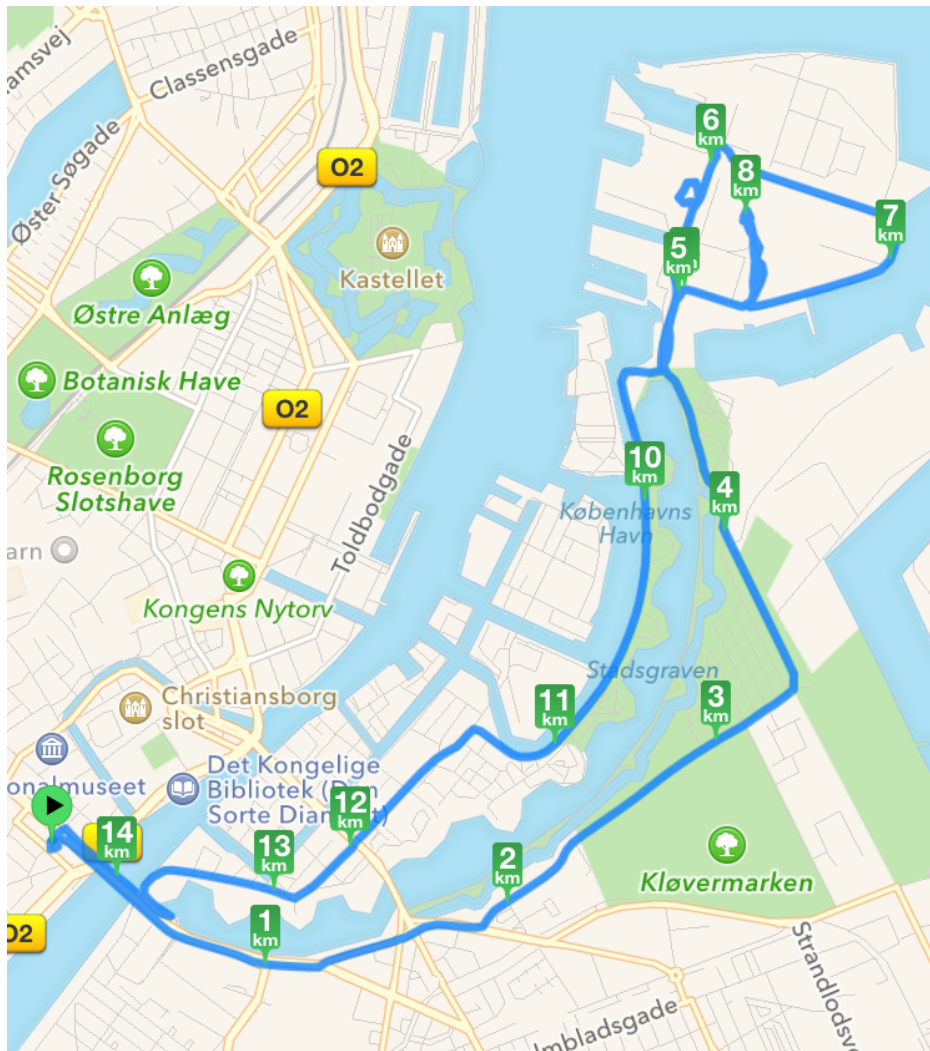 Classensgade
Øster Søgade
O2
6
km
8
km
7
km
Kastellet
5
km
Østre Anlæg
Botanisk Have
O2
Rosenborg
Slotshave
Toldbodgade
10
km
4
km
Københavns
Havn
Kongens Nytorv
Stadsgraven
Christiansborg
slot
11
km
3
km
Det Kongelige
Bibliotek (Den
Sorte Diamant)
12
km
14
km
13
km
2
km
Kløvermarken
O2
1
km